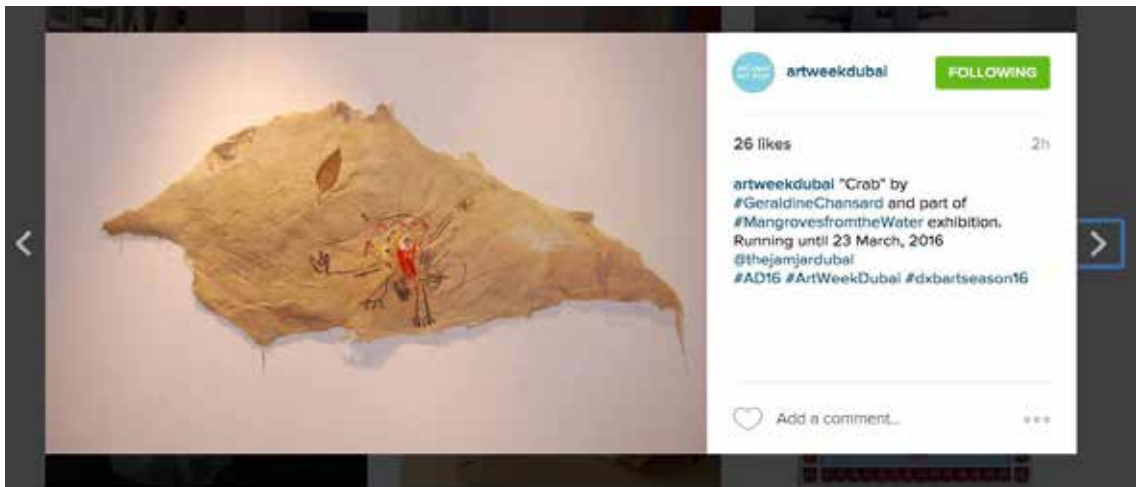 artweekdubai
FOLLOWING
26 likes
2h
artweekdubai "Crab" by
#GeraldineChansard and part of
#MangrovesfromtheWater exhibition.
Running until 23 March, 2016
@thejamjardubai
#AD16 #ArtWeekDubai #dxbartseason16
Add a comment...